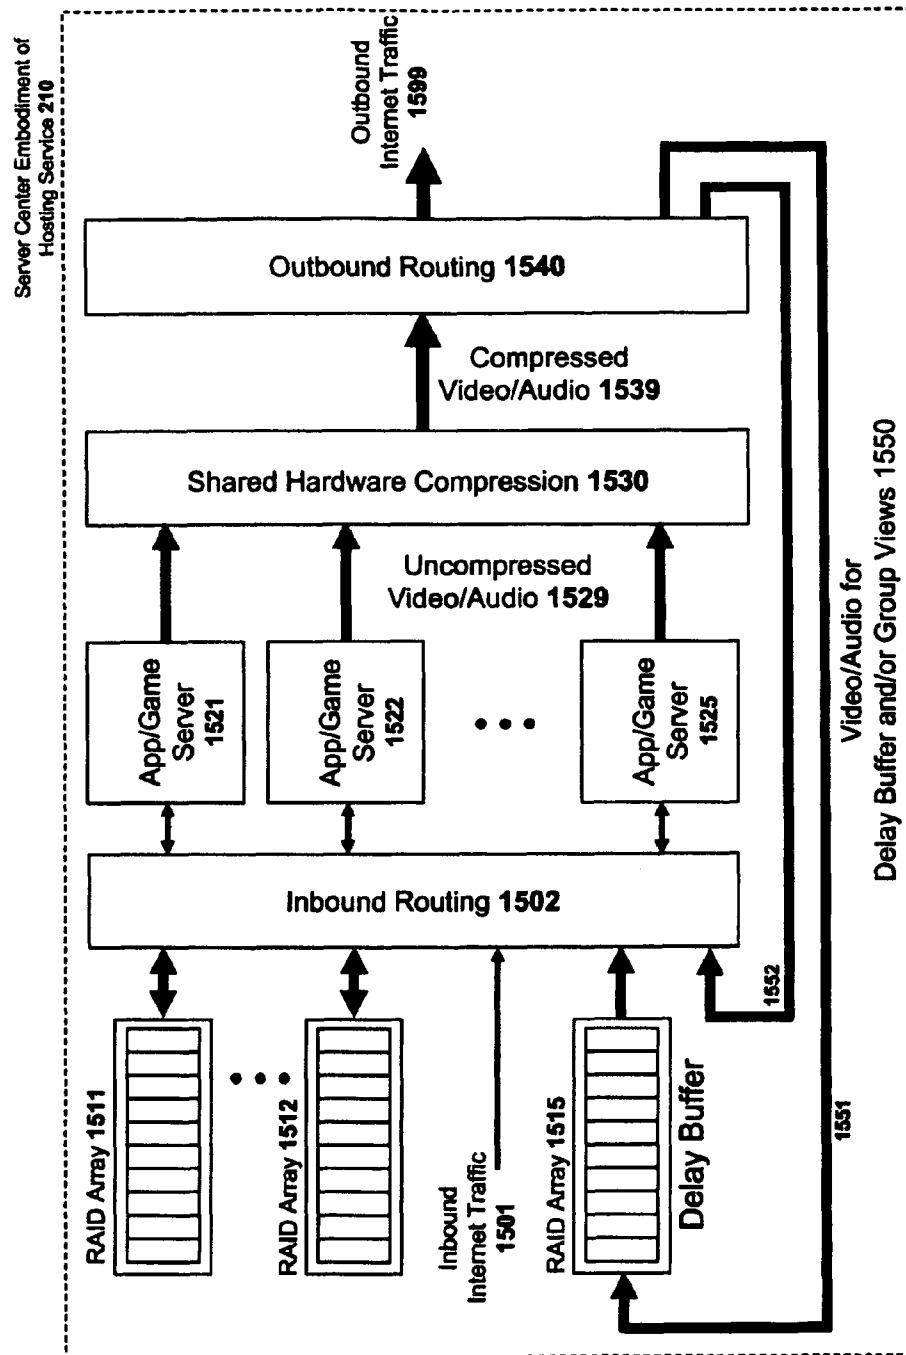 Server Center Embodiment of
Hosting Service 210
Outbound
Internet Traffic
1599
Outbound Routing 1540
Compressed
Video/Audio 1539
Shared Hardware Compression 1530
Uncompressed
Video/Audio 1529
App/Game
Server
1521
App/Game
Server
1522
App/Game
Server
1525
Inbound Routing 1502
RAID Array 1511
RAID Array 1512
Inbound
Internet Traffic
1501
RAID Array 1515
Delay Buffer
1552
1551
Video/Audio for
Delay Buffer and/or Group Views 1550